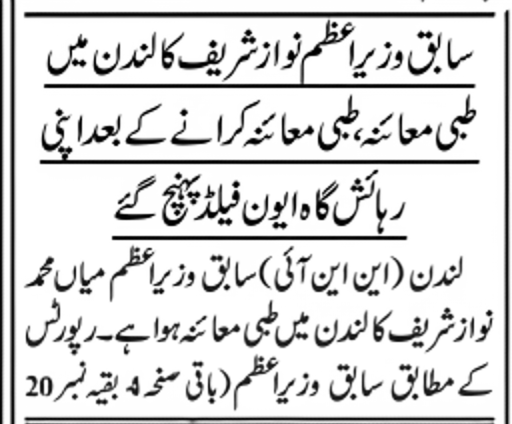 سابق وزیراعظم نواز شریف کا لندن میں
طبی معائنہ، طبی معائنہ کرانے کے بعد اپنی
رہائش گاہ ایون فیلڈ پہنچ گئے
لندن (این این آئی) سابق وزیراعظم میاں محمد
نواز شریف کا لندن میں طبی معائنہ ہوا ہے۔ رپورٹس
کے مطابق سابق وزیراعظم (باقی صفحہ 4 بقیہ نمبر 20